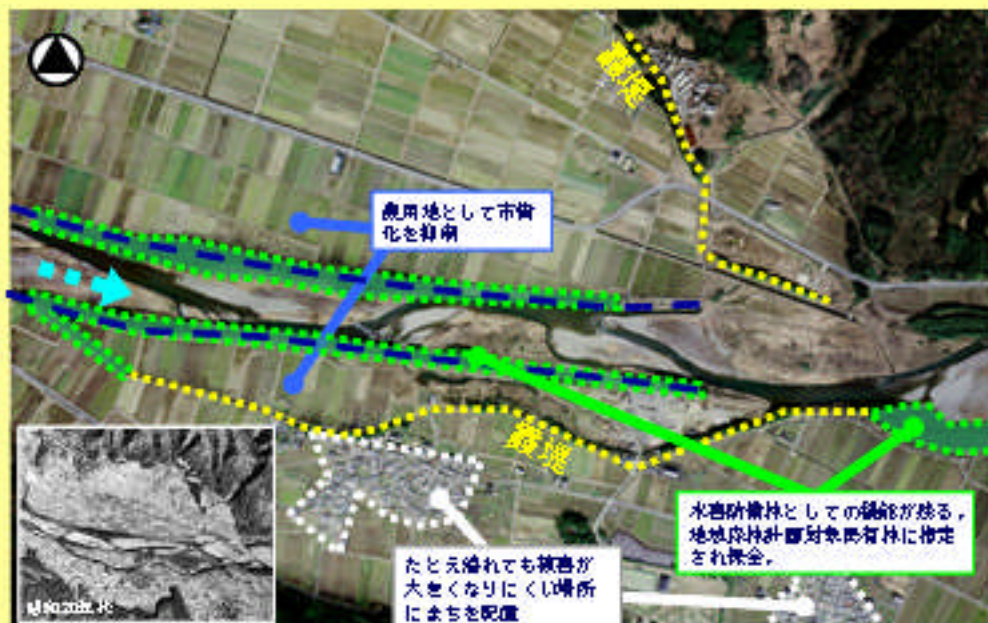 霞堤
農用地として市街
化を抑制
霞堤
水害防備林としての機能が残る。
地域森林計画対象民有林に指定
され保全。
たとえ溢れても被害が
大きくなりにくい場所
にまちを配置